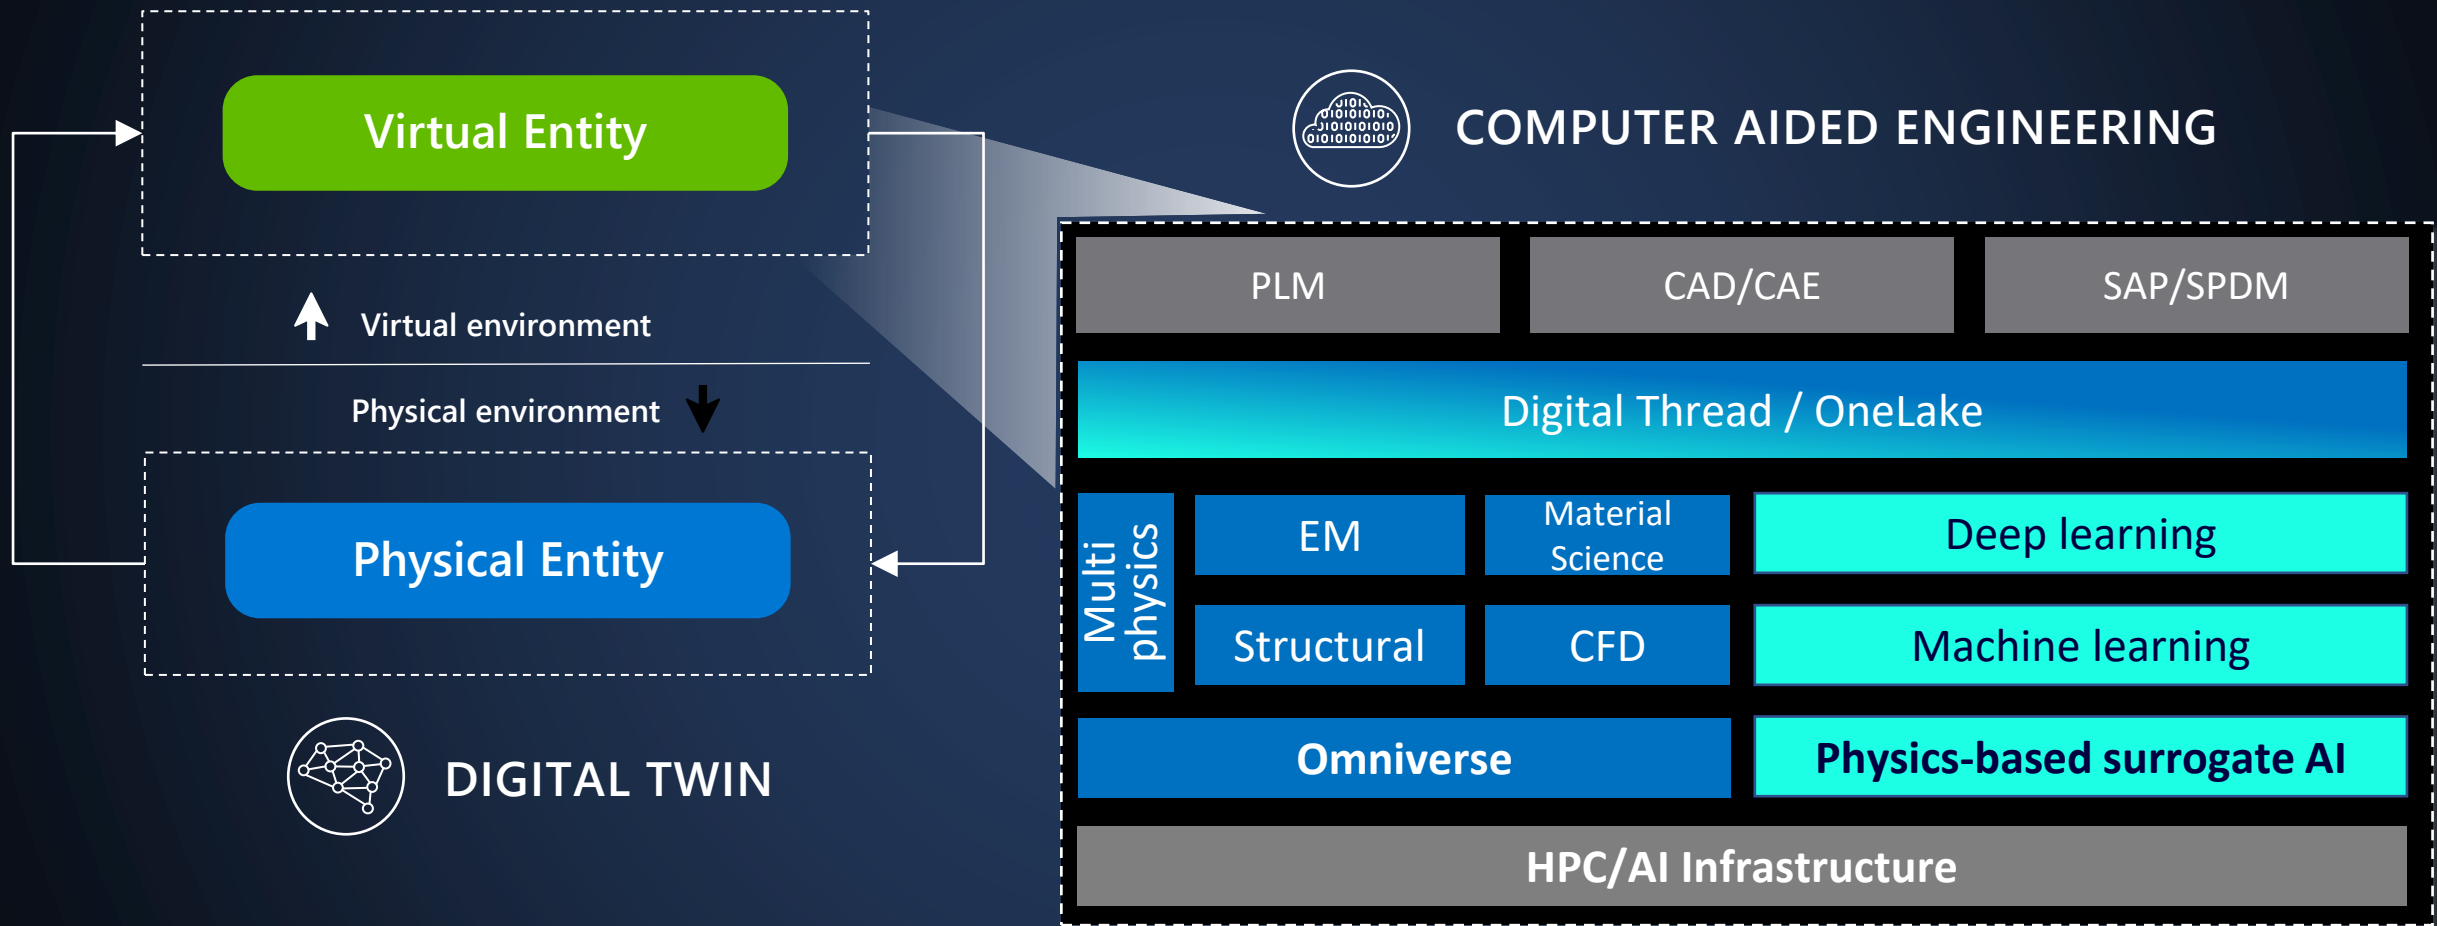 Virtual Entity
Virtual environment
Physical environment
Physical Entity
DIGITAL TWIN
COMPUTER AIDED ENGINEERING
PLM
CAD/CAE
SAP/SPDM
Digital Thread / OneLake
Multi
physics
EM
Material
Science
Deep learning
Structural
CFD
Machine learning
Omniverse
Physics-based surrogate AI
HPC/AI Infrastructure